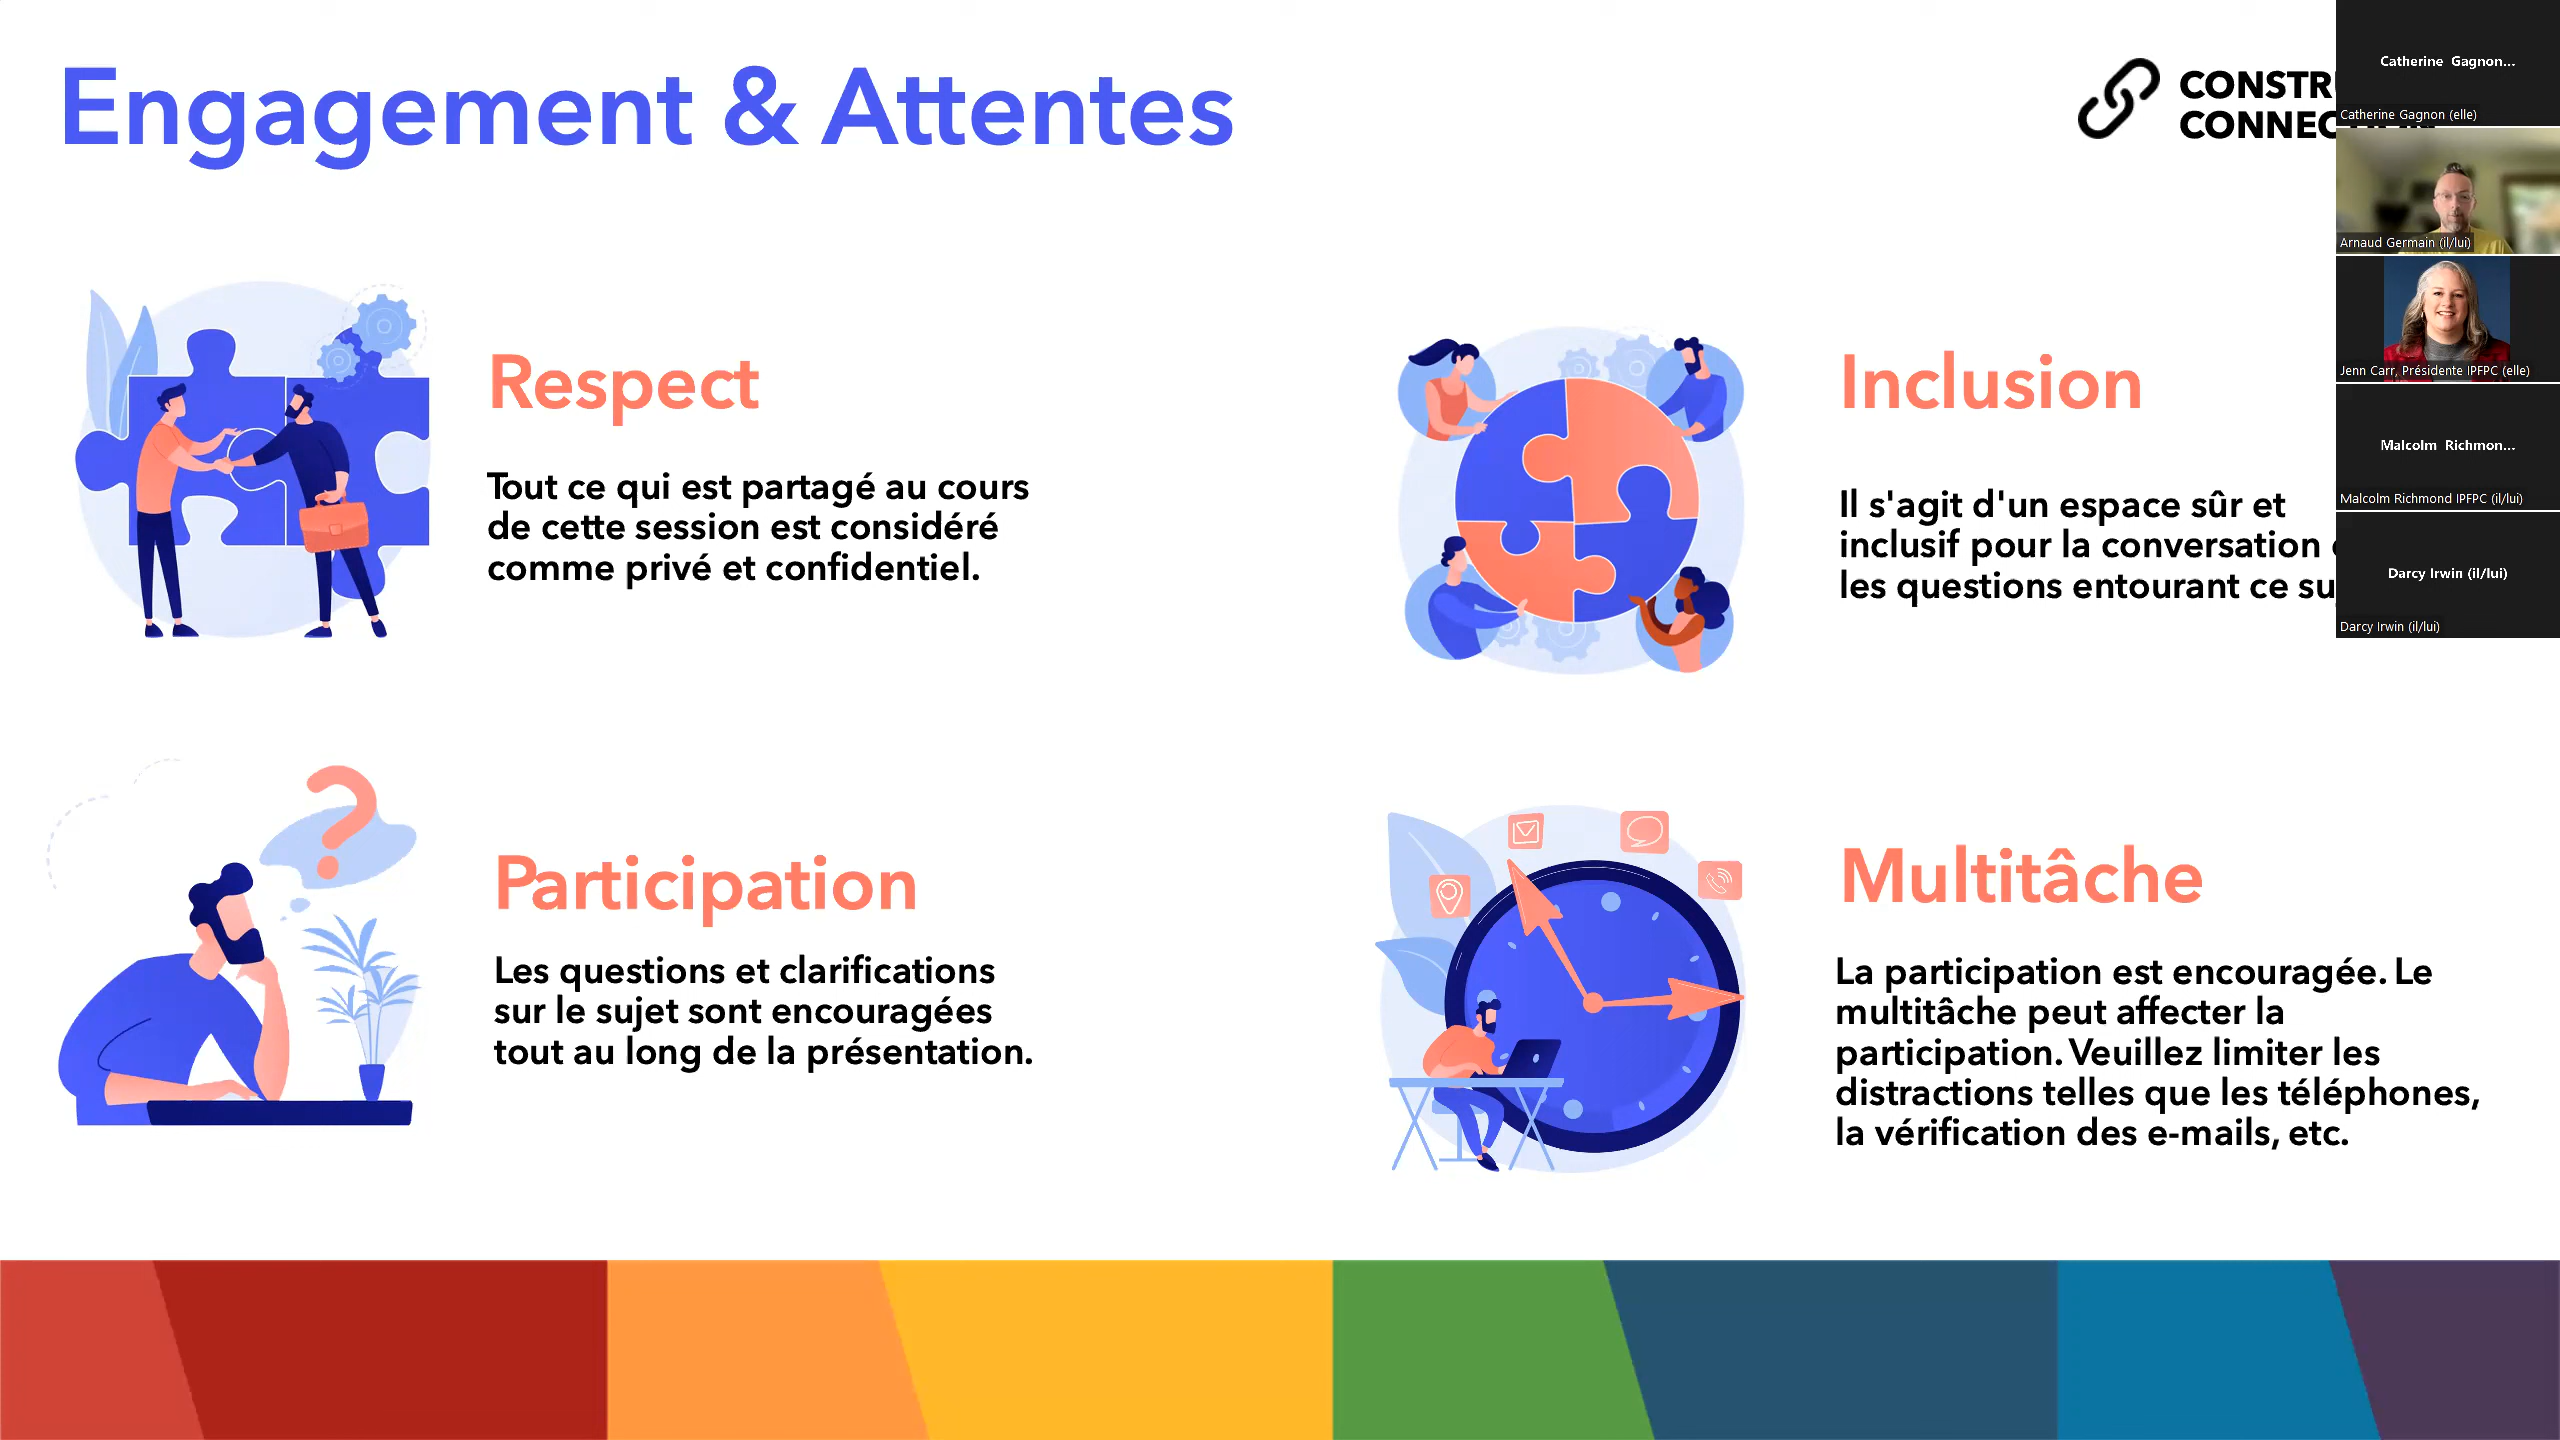 Engagement & Attentes
Respect
Tout ce qui est partagé au cours
de cette session est considéré
comme privé et confidentiel.
Inclusion
Il s'agit d'un espace sûr et
inclusif pour la conversation
les questions entourant ce
Participation
Les questions et clarifications
sur le sujet sont encouragées
tout au long de la présentation.
Multitâche
La participation est encouragée. Le
multitâche peut affecter la
participation. Veuillez limiter les
distractions telles que les téléphones,
la vérification des e-mails, etc.
Catherine Gagnon...
Catherine Gagnon (elle)
Arnaud Germain (il/lui)
Jenn Carr, Présidente IPFPC (elle)
Malcolm Richmon...
Malcolm Richmond IPFPC (il/lui)
Darcy Irwin (il/lui)
Darcy Irwin (il/lui)